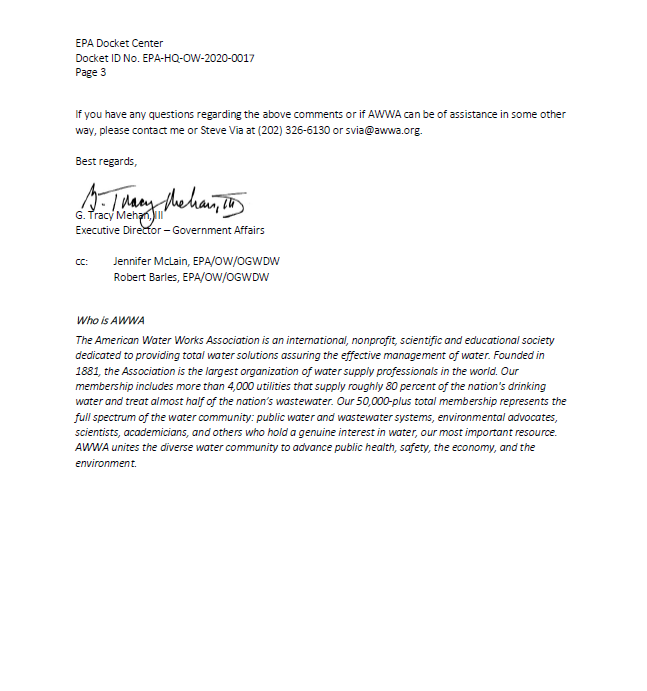 EPA Docket Center
Docket ID No. EPA-HQ-OW-2020-0017
Page 3
If you have any questions regarding the above comments or if AWWA can be of assistance in some other
way, please contact me or Steve Via at (202) 326-6130 or svia@awwa.org.
Best regards,
G. Tracy Mehan, III
G. Tracy Mehan, III
Executive Director – Government Affairs
cc: Jennifer McLain, EPA/OW/OGWDW
Robert Barles, EPA/OW/OGWDW
Who is AWWA
The American Water Works Association is an international, nonprofit, scientific and educational society
dedicated to providing total water solutions assuring the effective management of water. Founded in
1881, the Association is the largest organization of water supply professionals in the world. Our
membership includes more than 4,000 utilities that supply roughly 80 percent of the nation's drinking
water and treat almost half of the nation's wastewater. Our 50,000-plus total membership represents the
full spectrum of the water community: public water and wastewater systems, environmental advocates,
scientists, academicians, and others who hold a genuine interest in water, our most important resource.
AWWA unites the diverse water community to advance public health, safety, the economy, and the
environment.